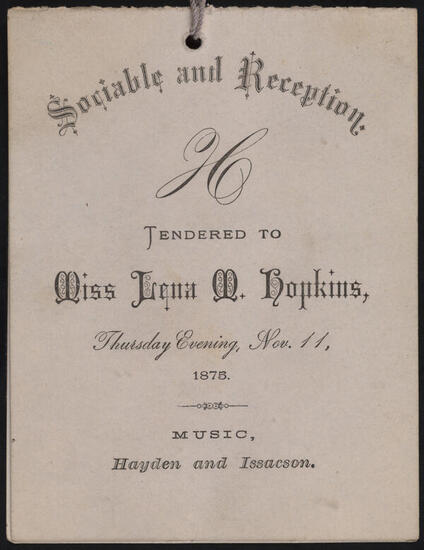 Sociable and Reception.
H
TENDERED TO
Miss Lena M. Hopkins,
Thursday Evening, Nov. 11,
1875.
MUSIC,
Hayden and Issacson.